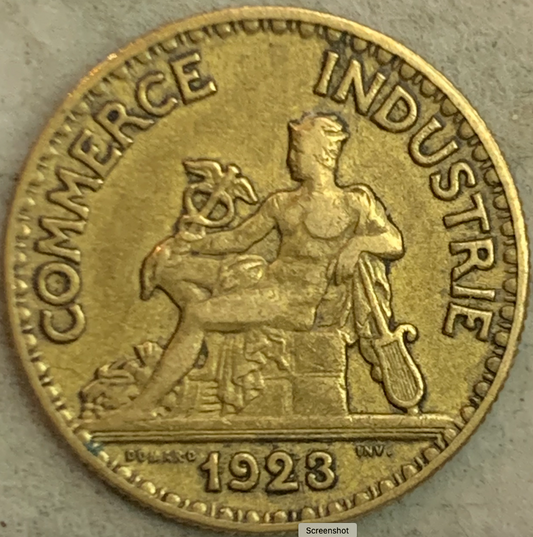 COMMERCE INDUSTRIE
DOMARD INV.
1923
Screenshot